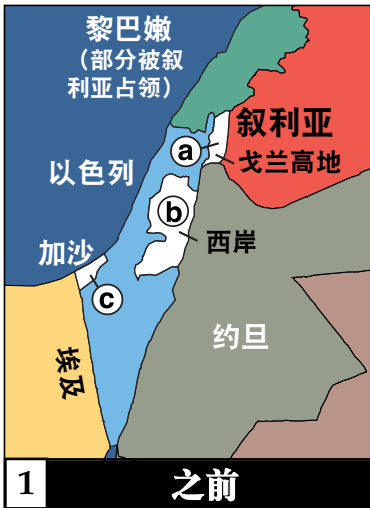 黎巴嫩
（部分被叙
利亚占领）
叙利亚
a
戈兰高地
以色列
b
西岸
加沙
c
约旦
埃及
1
之前